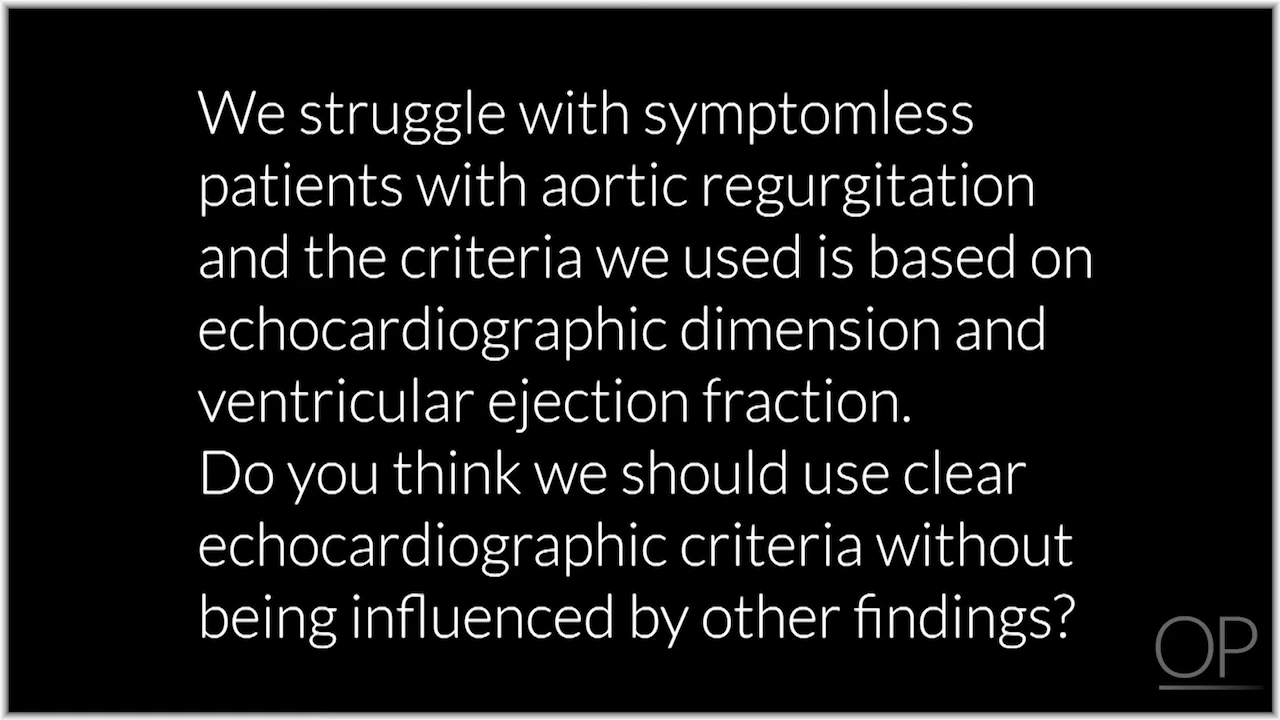 We struggle with symptomless
patients with aortic regurgitation
and the criteria we used is based on
echocardiographic dimension and
ventricular ejection fraction.
Do you think we should use clear
echocardiographic criteria without
being influenced by other findings?
OP